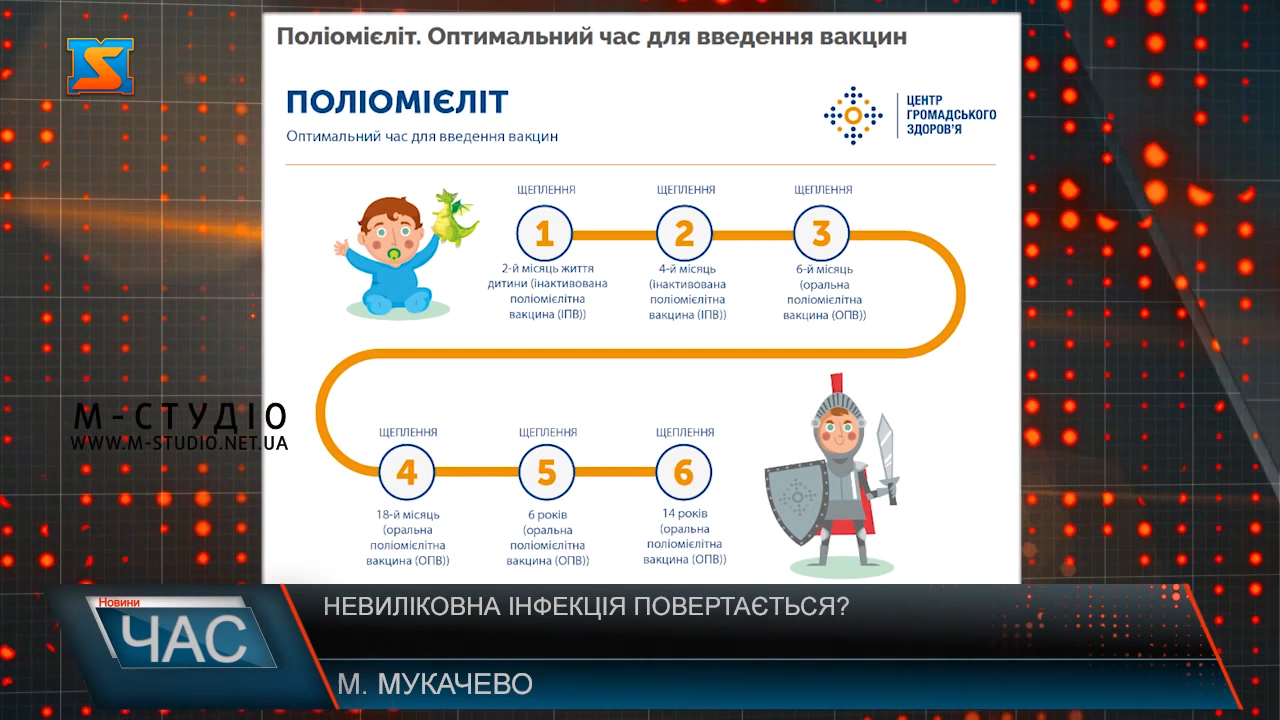 Поліомієліт. Оптимальний час для введення вакцин
ПОЛІОМІЄЛІТ
Оптимальний час для введення вакцин
ЦЕНТР
ГРОМАДСЬКОГО
ЗДОРОВ'Я
ЩЕПЛЕННЯ
1
2-й місяць життя
дитини (інактивована
поліомієлітна
вакцина (ІПВ))
ЩЕПЛЕННЯ
2
4-й місяць
(інактивована
поліомієлітна
вакцина (ІПВ))
ЩЕПЛЕННЯ
3
6-й місяць
(оральна
поліомієлітна
вакцина (ОПВ))
ЩЕПЛЕННЯ
4
18-й місяць
(оральна
поліомієлітна
вакцина (ОПВ))
ЩЕПЛЕННЯ
5
6 років
(оральна
поліомієлітна
вакцина (ОПВ))
ЩЕПЛЕННЯ
6
14 років
(оральна
поліомієлітна
вакцина (ОПВ))
М-СТУДІО
WWW.M-STUDIO.NET.UA
Новини
ЧАС
НЕВИЛІКОВНА ІНФЕКЦІЯ ПОВЕРТАЄТЬСЯ?
М. МУКАЧЕВО